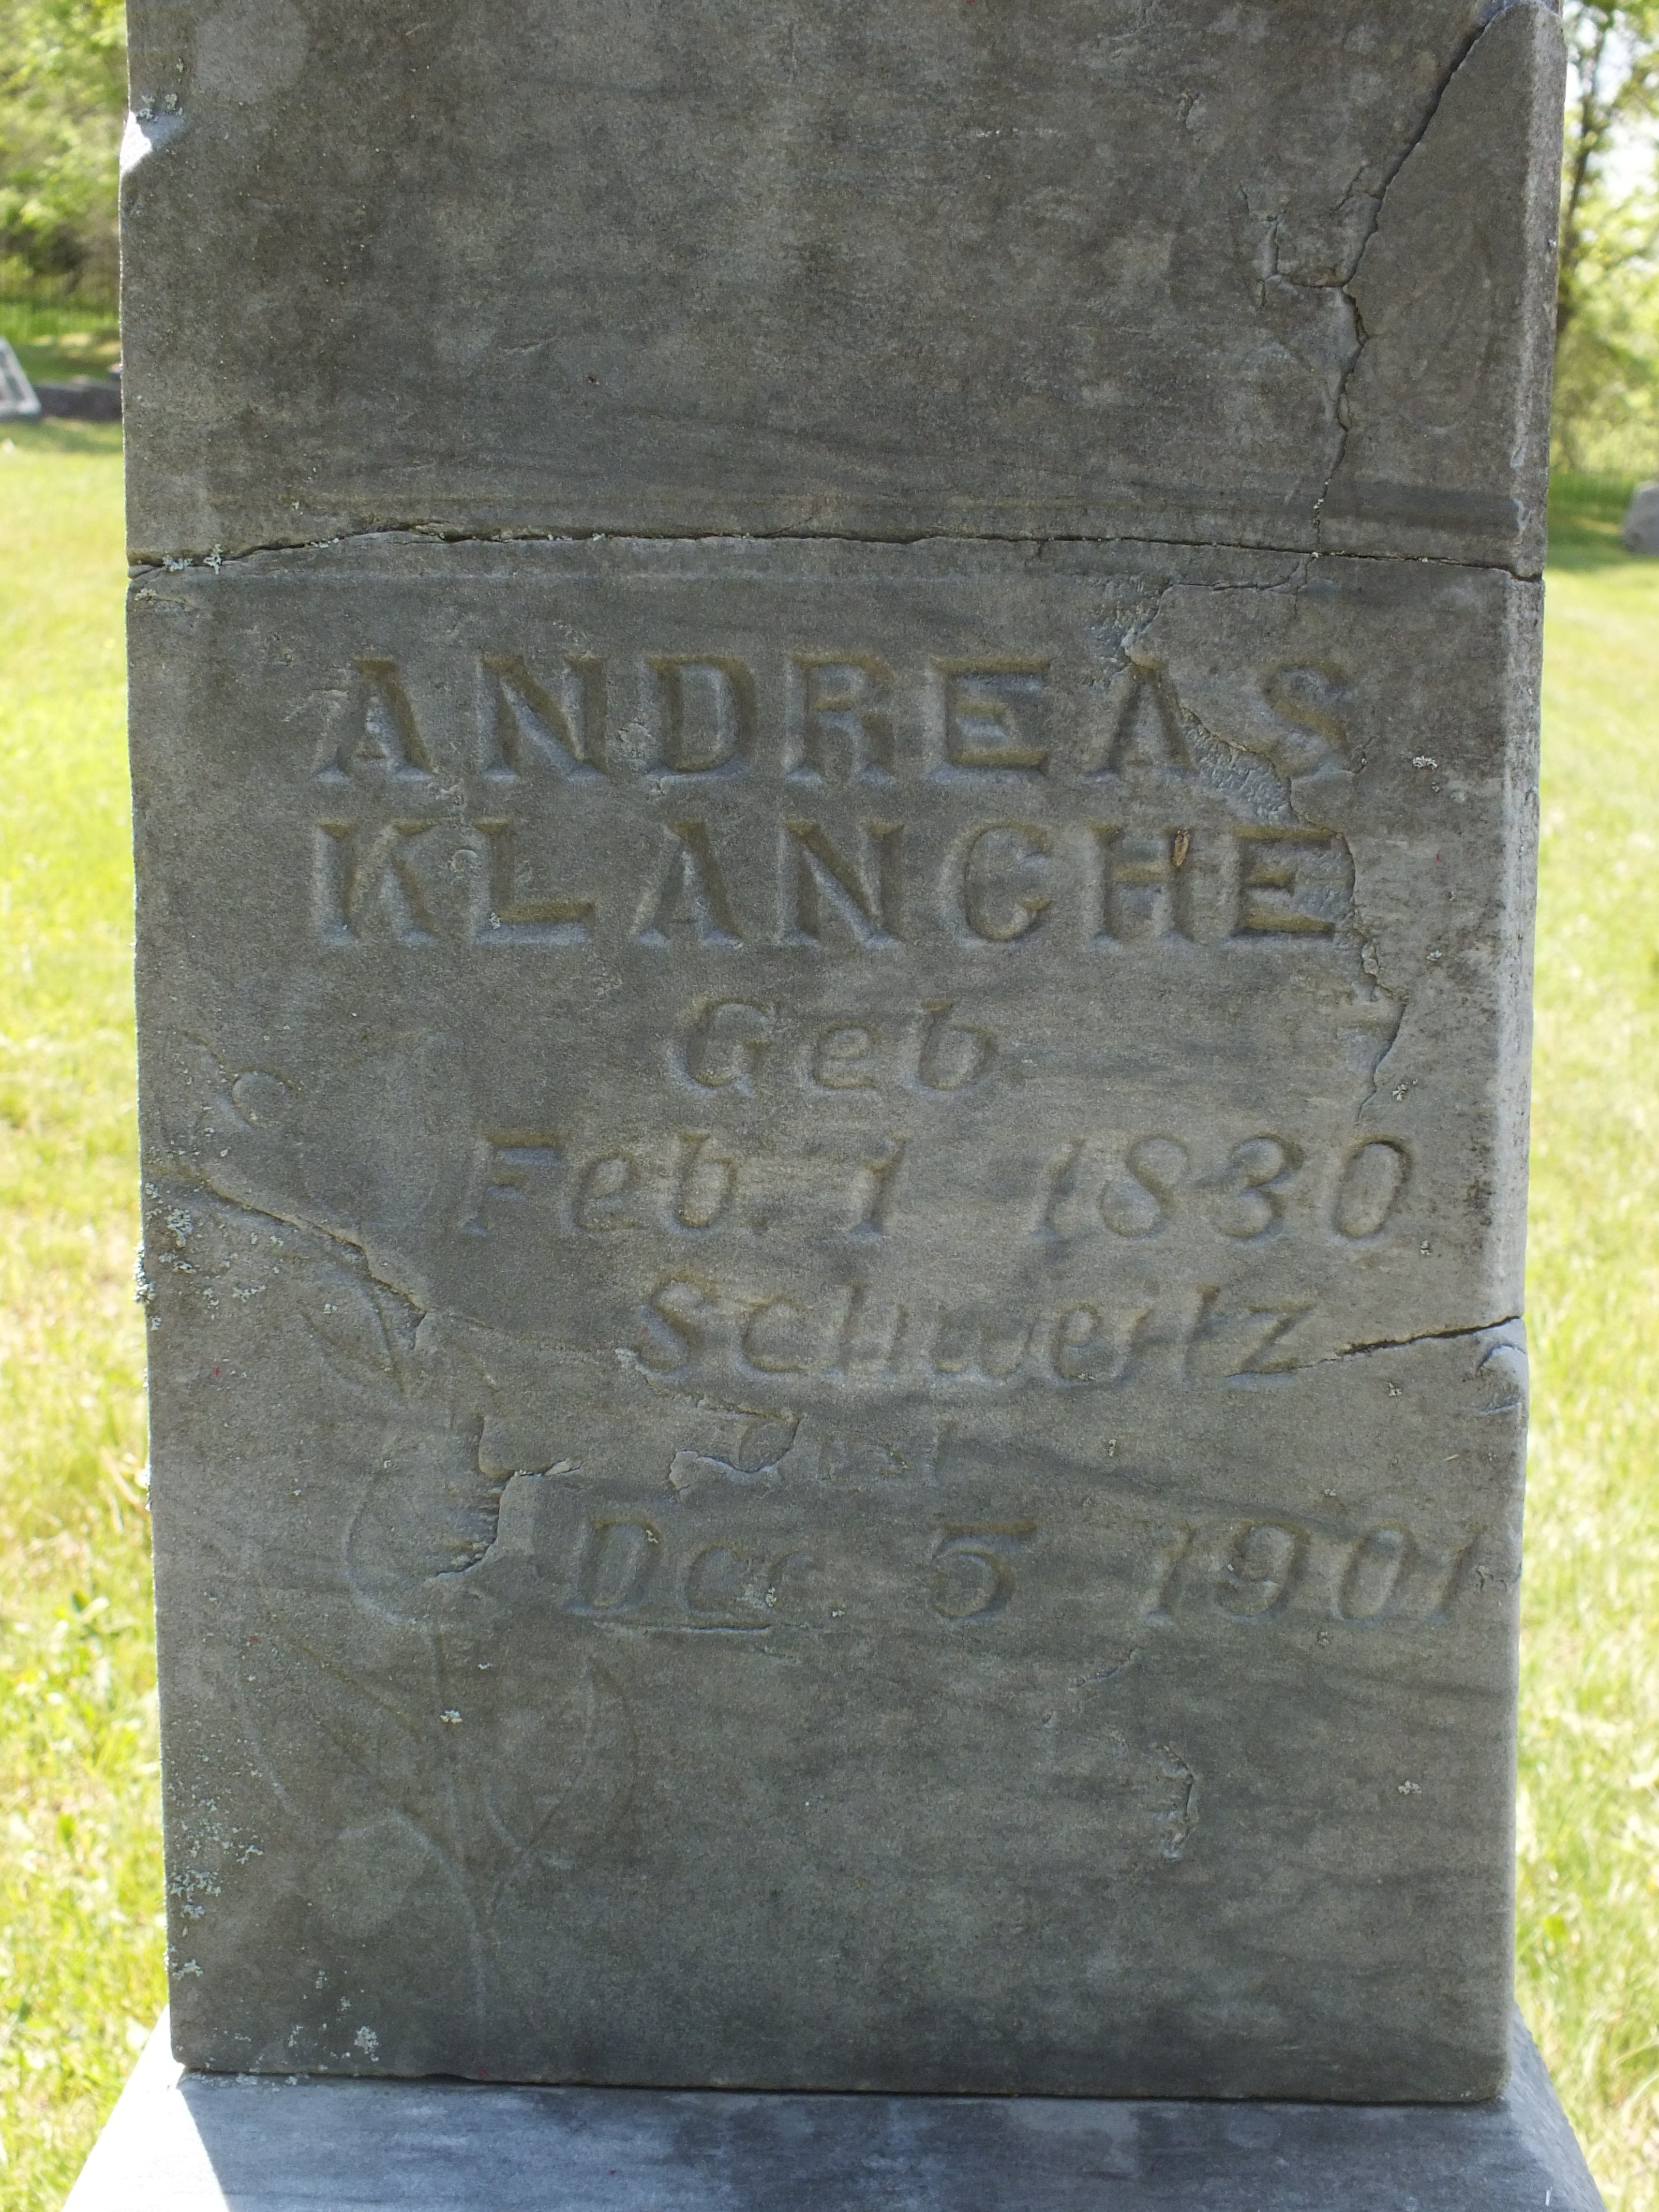 ANDREAS
KLANCHE
Geb.
Feb. 1 1830
Schweitz
Dec. 5 1901